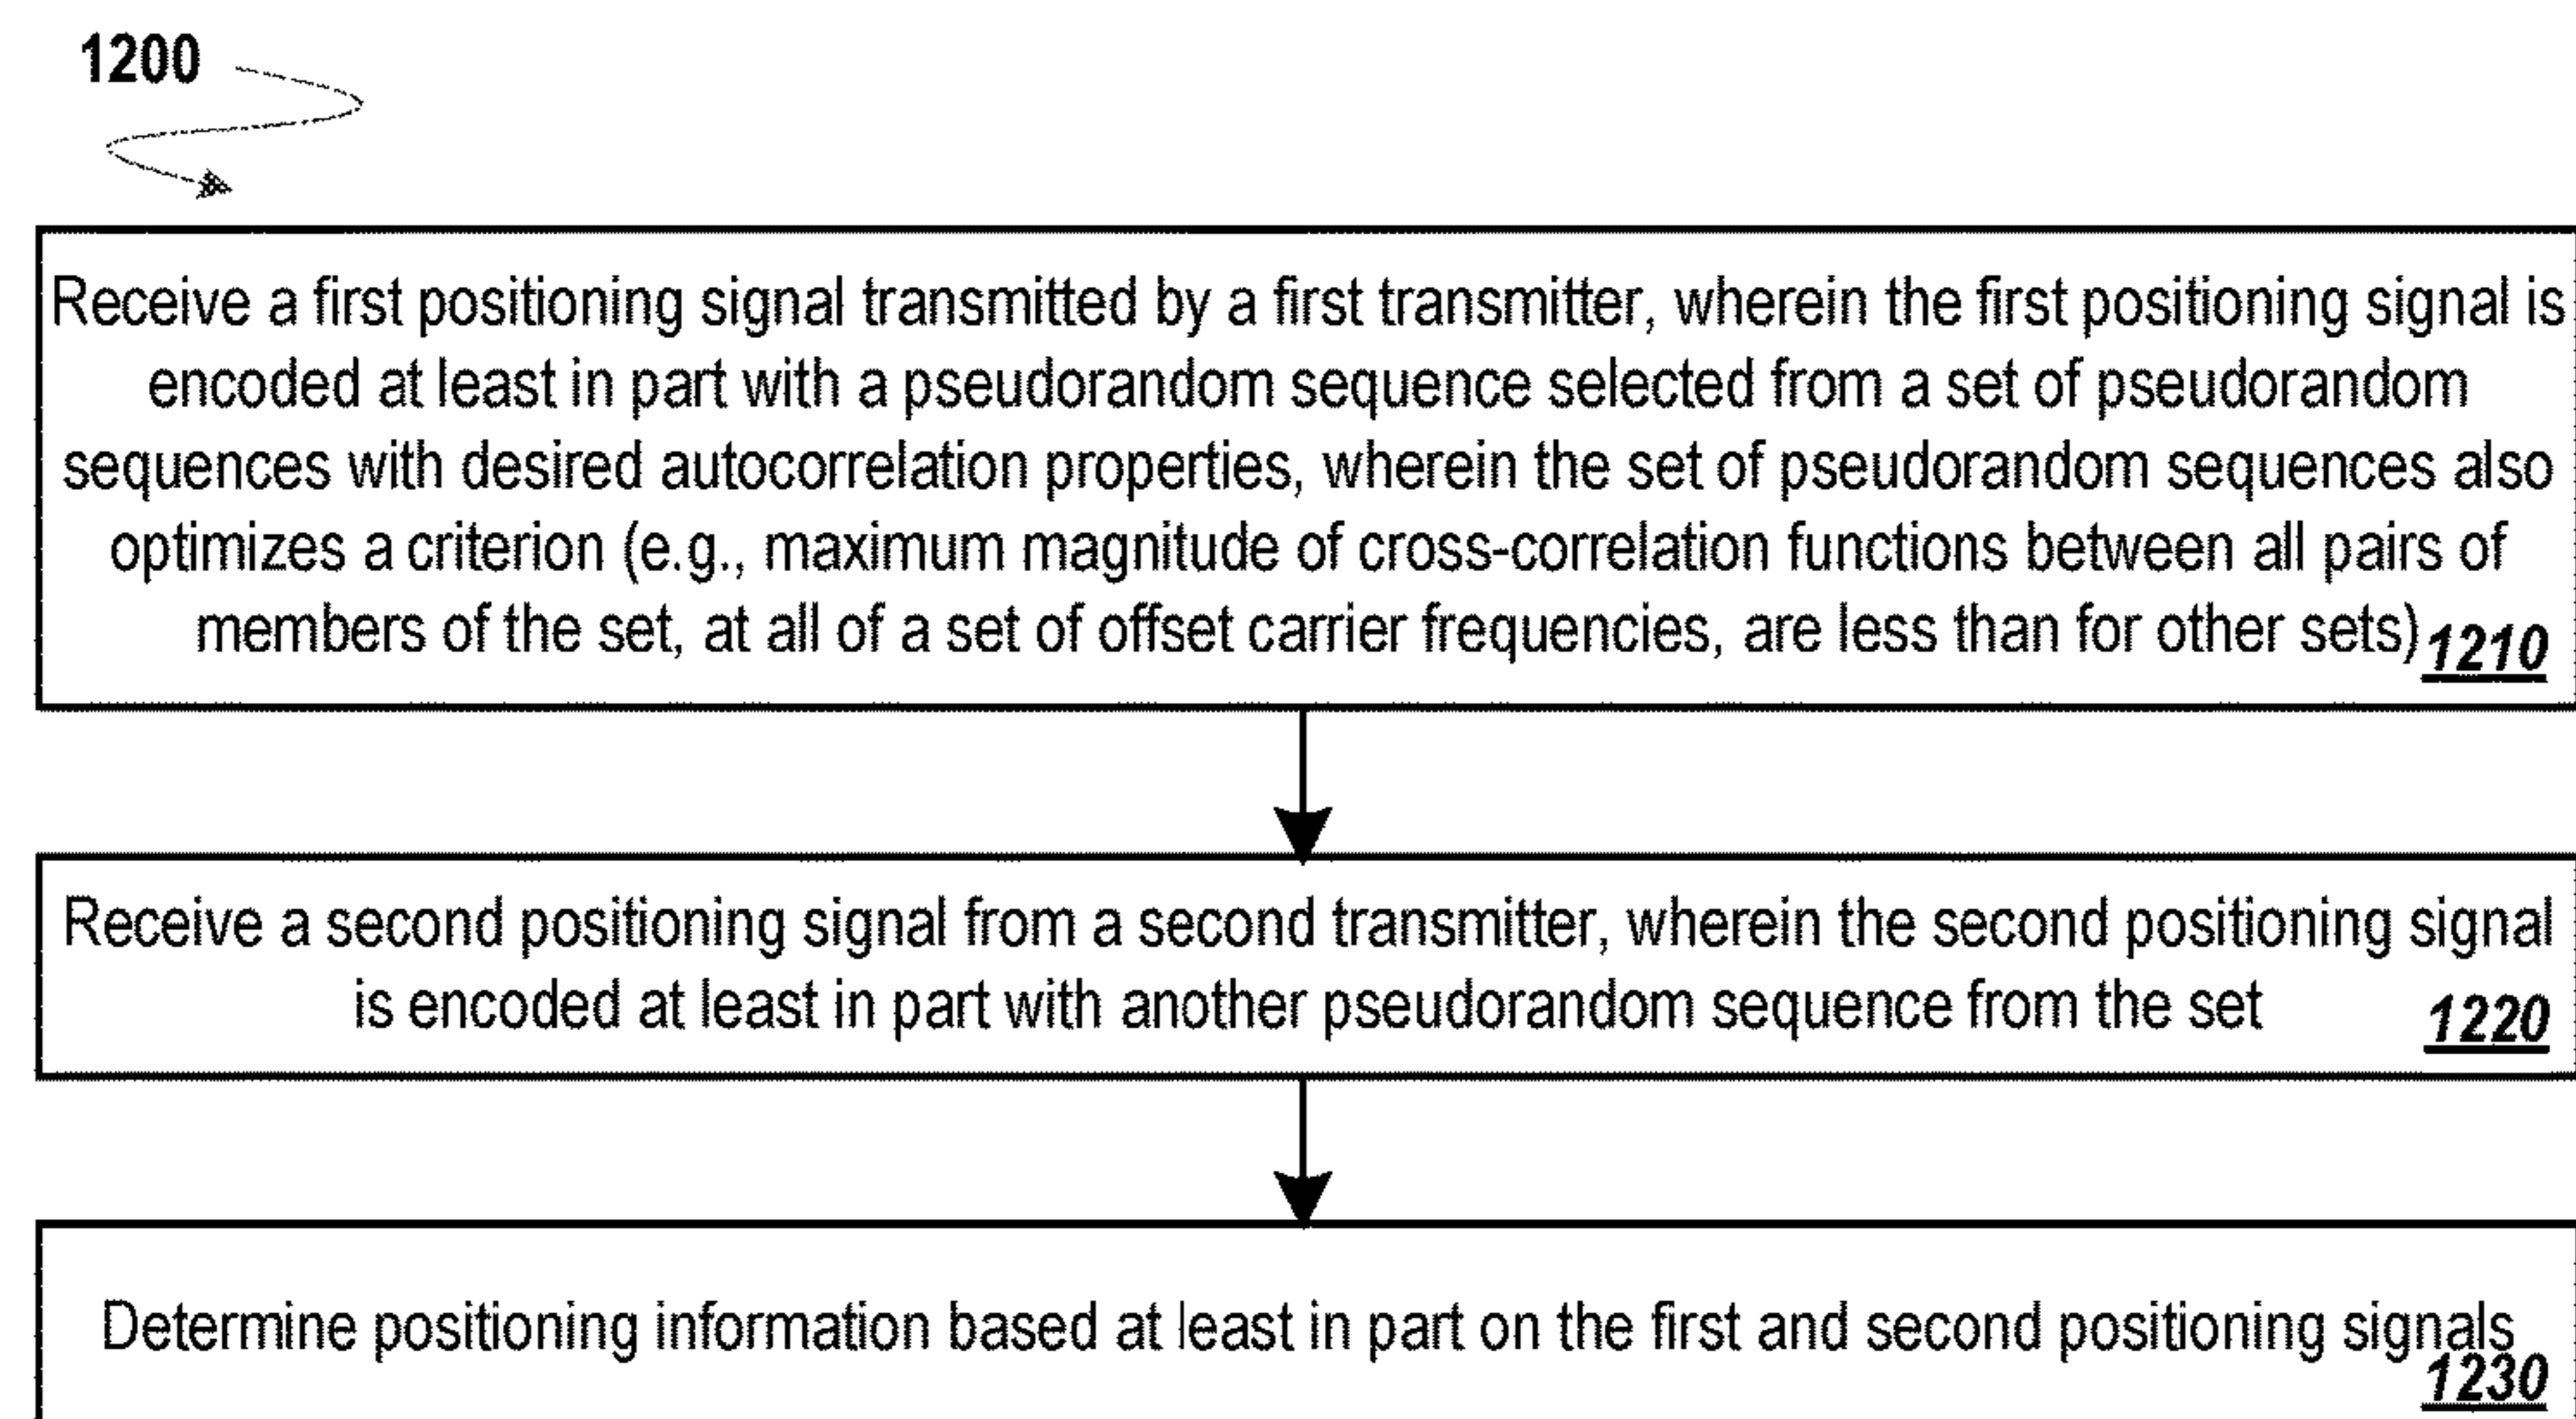 1200
Receive a first positioning signal transmitted by a first transmitter, wherein the first positioning signal is
encoded at least in part with a pseudorandom sequence selected from a set of pseudorandom
sequences with desired autocorrelation properties, wherein the set of pseudorandom sequences also
optimizes a criterion (e.g., maximum magnitude of cross-correlation functions between all pairs of
members of the set, at all of a set of offset carrier frequencies, are less than for other sets) 1210
Receive a second positioning signal from a second transmitter, wherein the second positioning signal
is encoded at least in part with another pseudorandom sequence from the set 1220
Determine positioning information based at least in part on the first and second positioning signals
1230